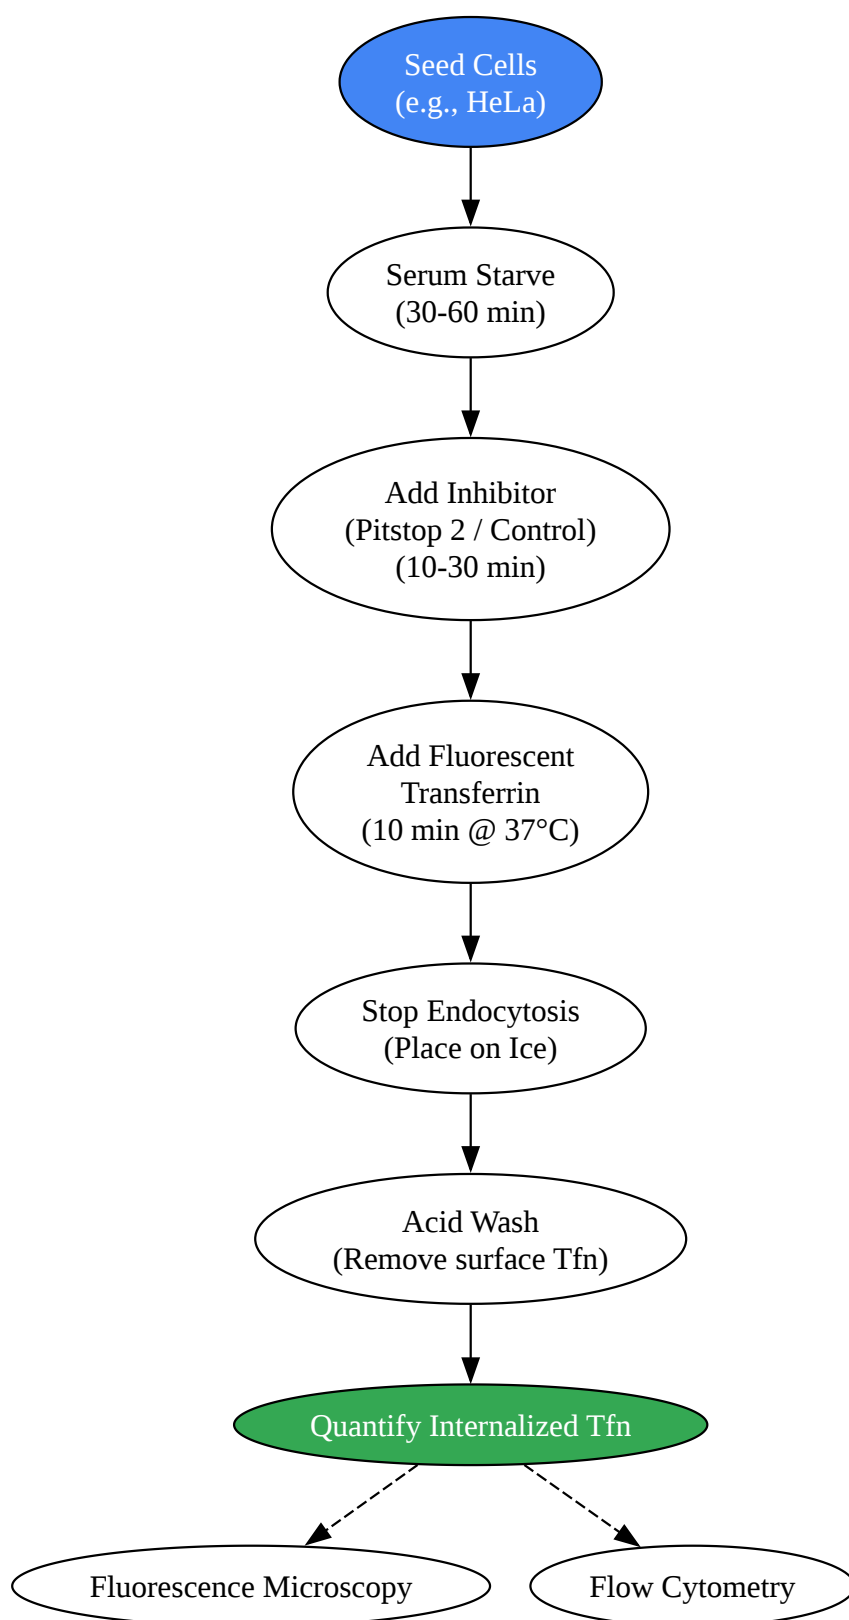 Seed Cells
(e.g., HeLa)
Serum Starve
(30-60 min)
Add Inhibitor
(Pitstop 2 / Control)
(10-30 min)
Add Fluorescent
Transferrin
(10 min @ 37°C)
Stop Endocytosis
(Place on Ice)
Acid Wash
(Remove surface Tfn)
Quantify Internalized Tfn
Fluorescence Microscopy
Flow Cytometry